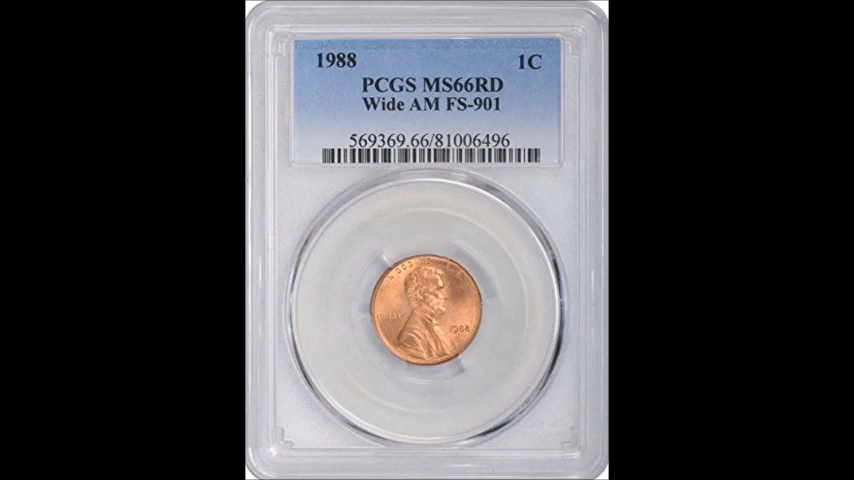 1988 1C
PCGS MS66RD
Wide AM FS-901
569369.66/81006496
1988